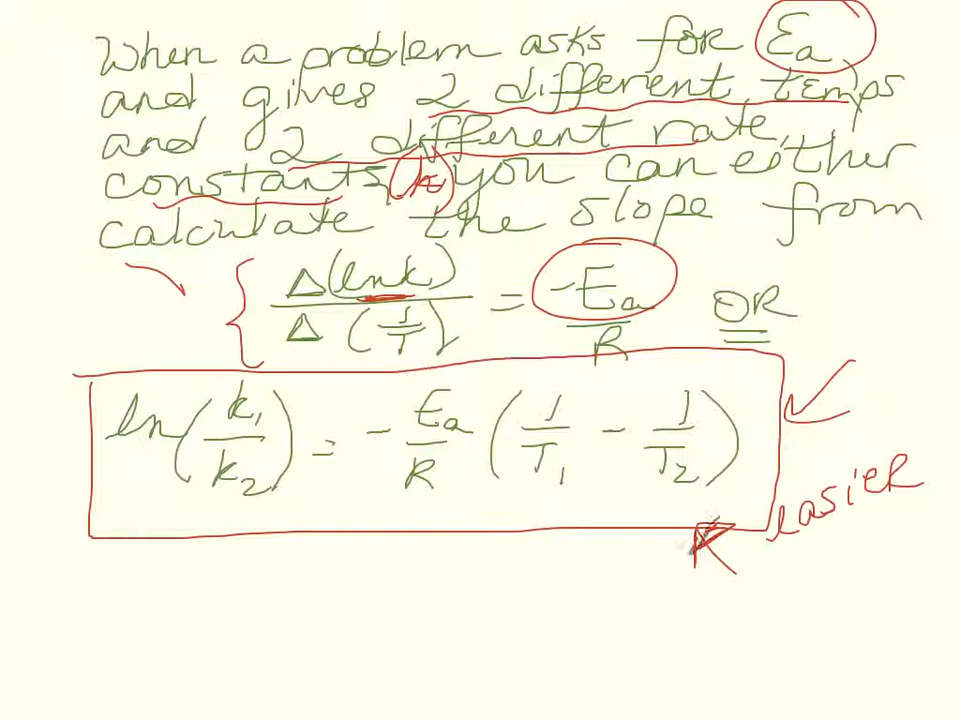 When a problem asks for Ea
and gives 2 different temps
and 2 different rate
constants (k) you can either
calculate the slope from
Δ(lnk) / Δ(1/T) = -Ea / R OR
ln(k1/k2) = - Ea/R (1/T1 - 1/T2)
easier